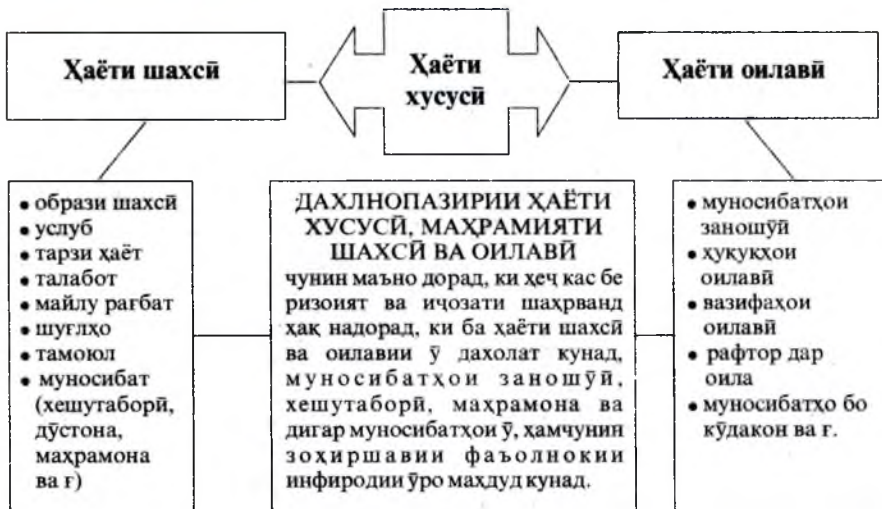 Ҳаёти шахсӣ
Ҳаёти
хусусӣ
Ҳаёти оилавӣ
• образи шахсӣ
• услуб
• тарзи ҳаёт
• талабот
• майлу рағбат
• шуғлҳо
• тамоюл
• муносибат
(хешутаборӣ,
дӯстона,
маҳрамона
ва ғ)
ДАХЛНОПАЗИРИИ ҲАЁТИ
ХУСУСӢ, МАҲРАМИЯТИ
ШАХСӢ ВА ОИЛАВӢ
чунин маъно дорад, ки ҳеҷ кас бе
ризоият ва иҷозати шаҳрванд
ҳақ надорад, ки ба ҳаёти шахсӣ
ва оилавии ӯ дахолат кунад,
муносибатҳои заношӯӣ,
хешутаборӣ, маҳрамона ва
дигар муносибатҳои ӯ, ҳамчунин
зоҳиршавии фаъолнокии
инфиродии ӯро маҳдуд кунад.
• муносибатҳои
заношӯӣ
• ҳуқуқҳои
оилавӣ
• вазифаҳои
оилавӣ
• рафтор дар
оила
• муносибатҳо бо
кӯдакон ва ғ.